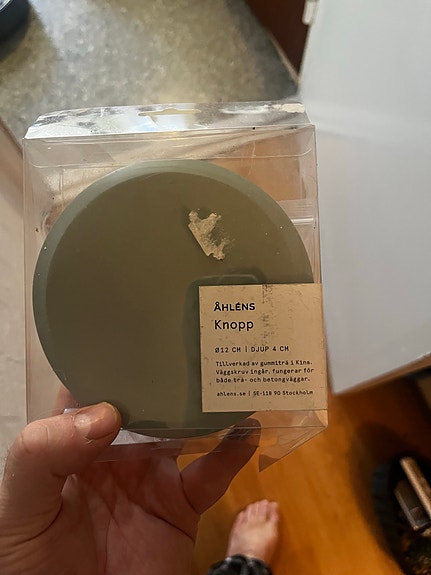 ÅHLÉNS
Knopp
Ø12 CM | DJUP 4 CM
Tillverkad av gummiträ i Kina.
Väggskruv ingår, fungerar för
både trä- och betongväggar.
ahlens.se | SE-118 90 Stockholm